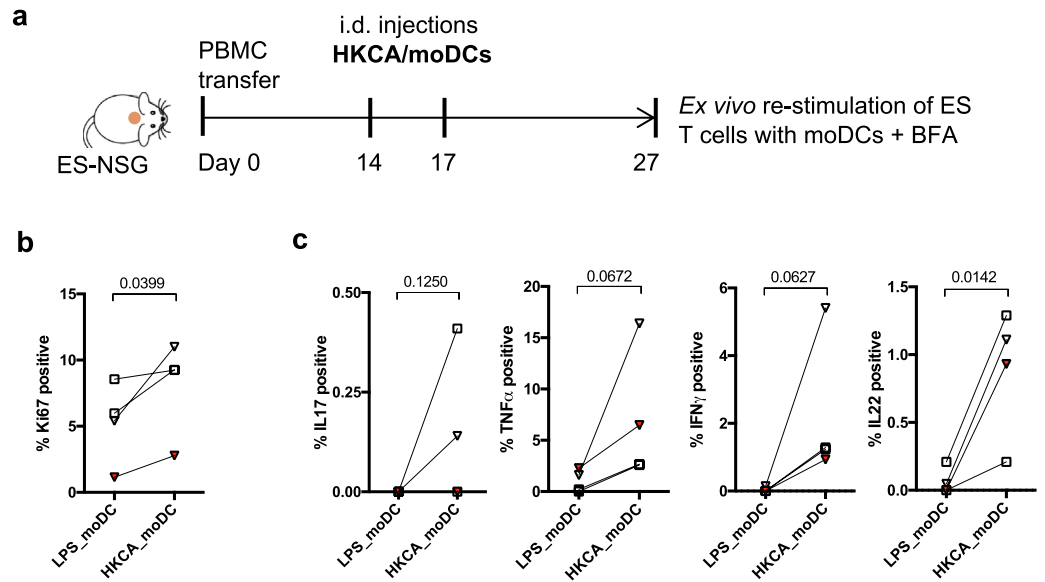 a
PBMC
transfer
i.d. injections
HKCA/moDCs
ES-NSG
Day 0
14
17
27
Ex vivo re-stimulation of ES
T cells with moDCs + BFA
b
0.0399
% Ki67 positive
15
10
5
0
LPS_moDC
HKCA_moDC
c
0.1250
% IL17 positive
0.50
0.25
0.00
LPS_moDC
HKCA_moDC
0.0672
% TNFα positive
20
15
10
5
0
LPS_moDC
HKCA_moDC
0.0627
% IFNγ positive
6
4
2
0
LPS_moDC
HKCA_moDC
0.0142
% IL22 positive
1.5
1.0
0.5
0.0
LPS_moDC
HKCA_moDC